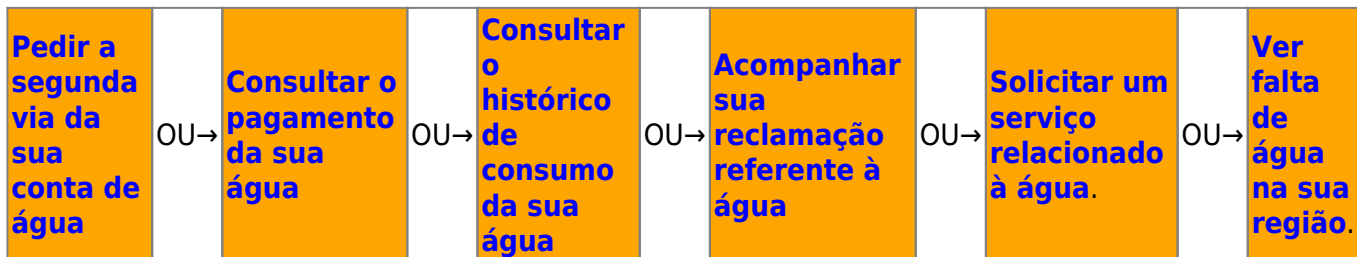 Pedir a
segunda
via da
sua
conta de
água
OU→
Consultar o
pagamento
da sua
água
OU→
Consultar
o
histórico
de
consumo
da sua
água
OU→
Acompanhar
sua
reclamação
referente à
água
OU→
Solicitar um
serviço
relacionado
à água.
OU→
Ver
falta
de
água
na sua
região.